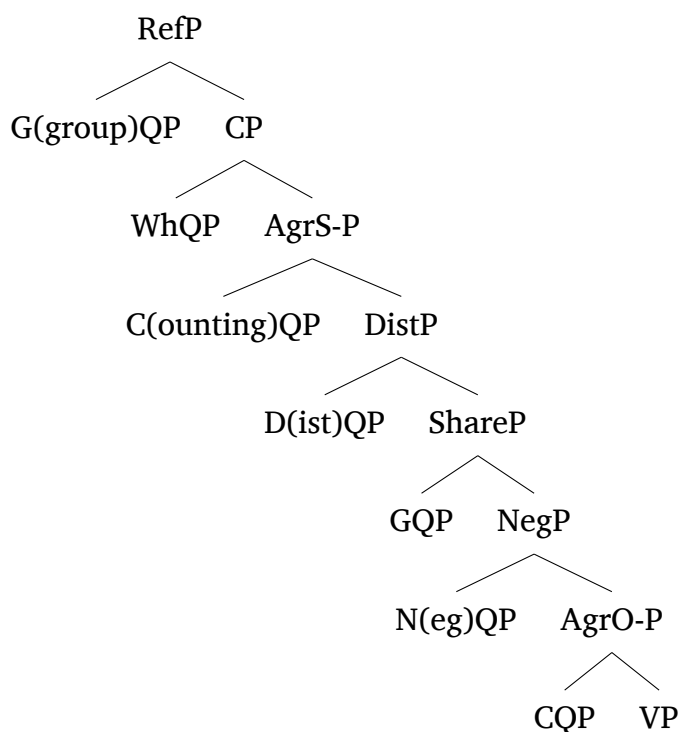 RefP
G(group)QP CP
WhQP AgrS-P
C(ounting)QP DistP
D(ist)QP ShareP
GQP NegP
N(eg)QP AgrO-P
CQP VP